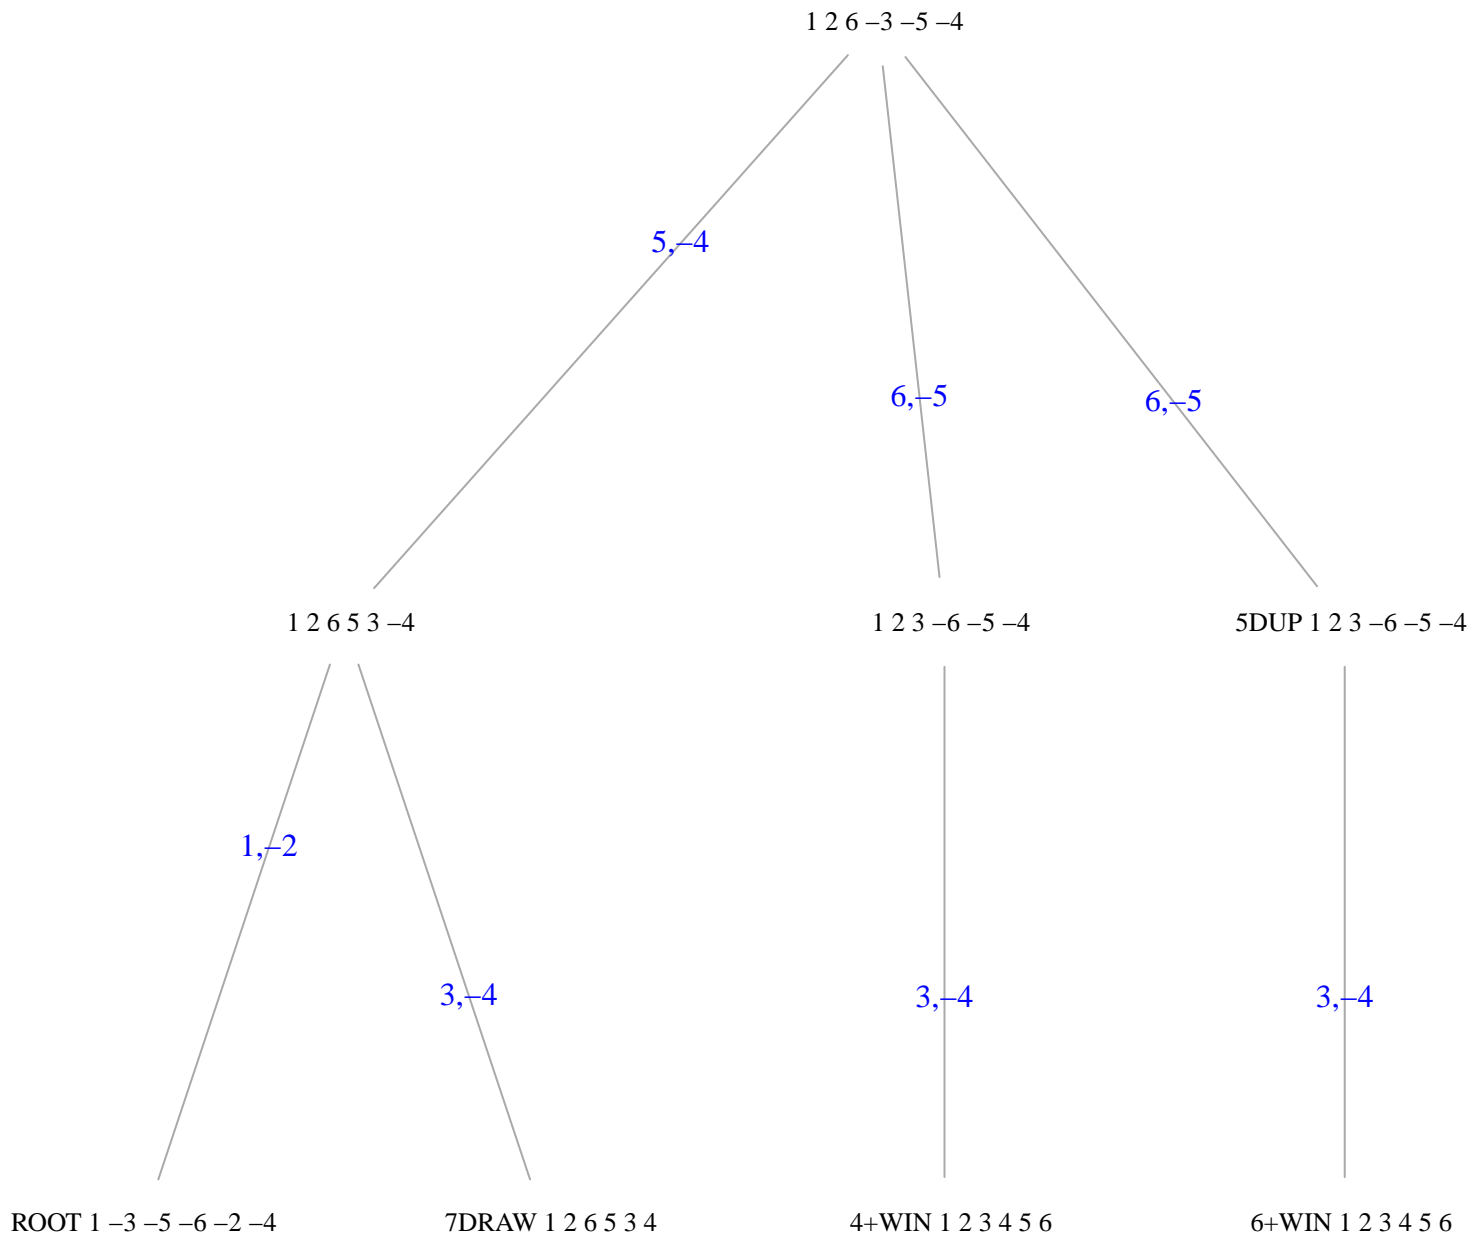 1 2 6 –3 –5 –4
5,–4
6,–5
6,–5
1 2 6 5 3 –4
1 2 3 –6 –5 –4
5DUP 1 2 3 –6 –5 –4
1,–2
3,–4
3,–4
3,–4
ROOT 1 –3 –5 –6 –2 –4
7DRAW 1 2 6 5 3 4
4+WIN 1 2 3 4 5 6
6+WIN 1 2 3 4 5 6